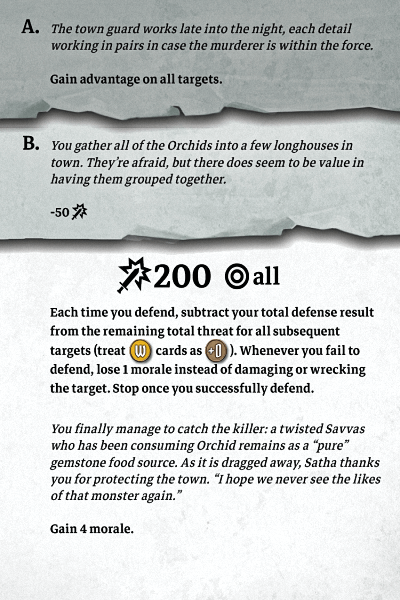 A. The town guard works late into the night, each detail
working in pairs in case the murderer is within the force.
Gain advantage on all targets.
B. You gather all of the Orchids into a few longhouses in
town. They're afraid, but there does seem to be value in
having them grouped together.
-50
200 all
Each time you defend, subtract your total defense result
from the remaining total threat for all subsequent
targets (treat W cards as +0). Whenever you fail to
defend, lose 1 morale instead of damaging or wrecking
the target. Stop once you successfully defend.
You finally manage to catch the killer: a twisted Savvas
who has been consuming Orchid remains as a “pure”
gemstone food source. As it is dragged away, Satha thanks
you for protecting the town. “I hope we never see the likes
of that monster again.”
Gain 4 morale.